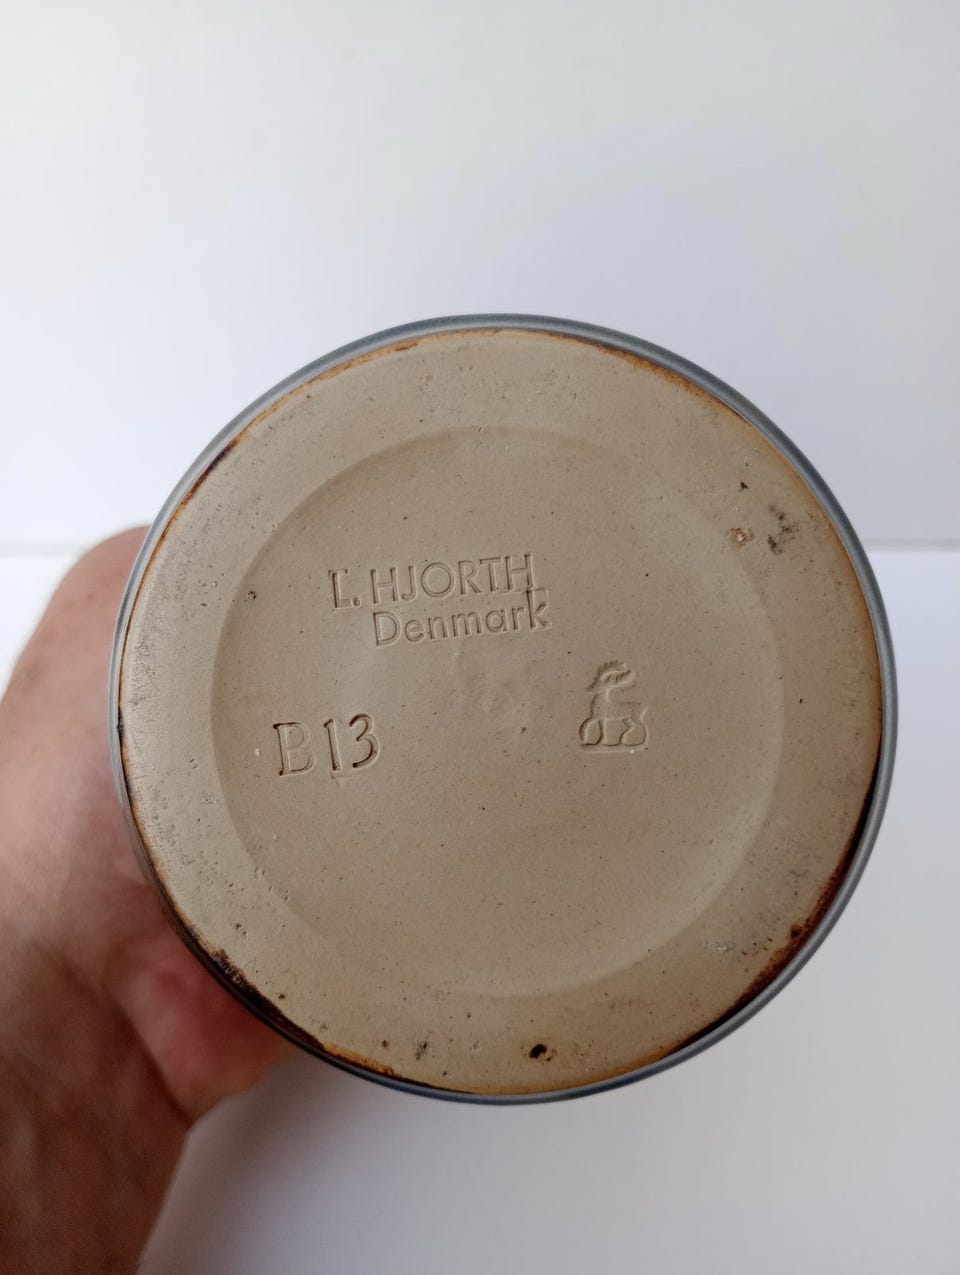 L. HJORTH
Denmark
B13